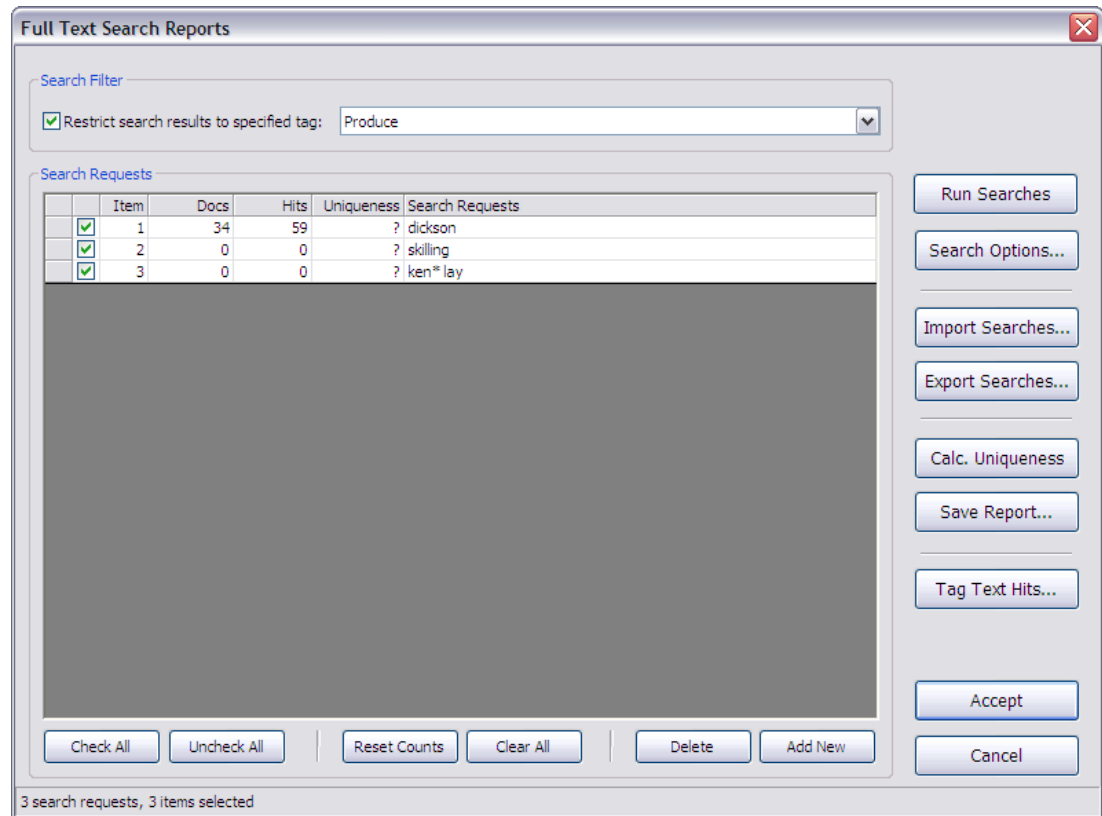 Full Text Search Reports
Search Filter
Restrict search results to specified tag: Produce
Search Requests
Item Docs Hits Uniqueness Search Requests
1 34 59 ? dickson
2 0 0 ? skilling
3 0 0 ? ken* lay
Run Searches
Search Options...
Import Searches...
Export Searches...
Calc. Uniqueness
Save Report...
Tag Text Hits...
Accept
Cancel
Check All Uncheck All Reset Counts Clear All Delete Add New
3 search requests, 3 items selected